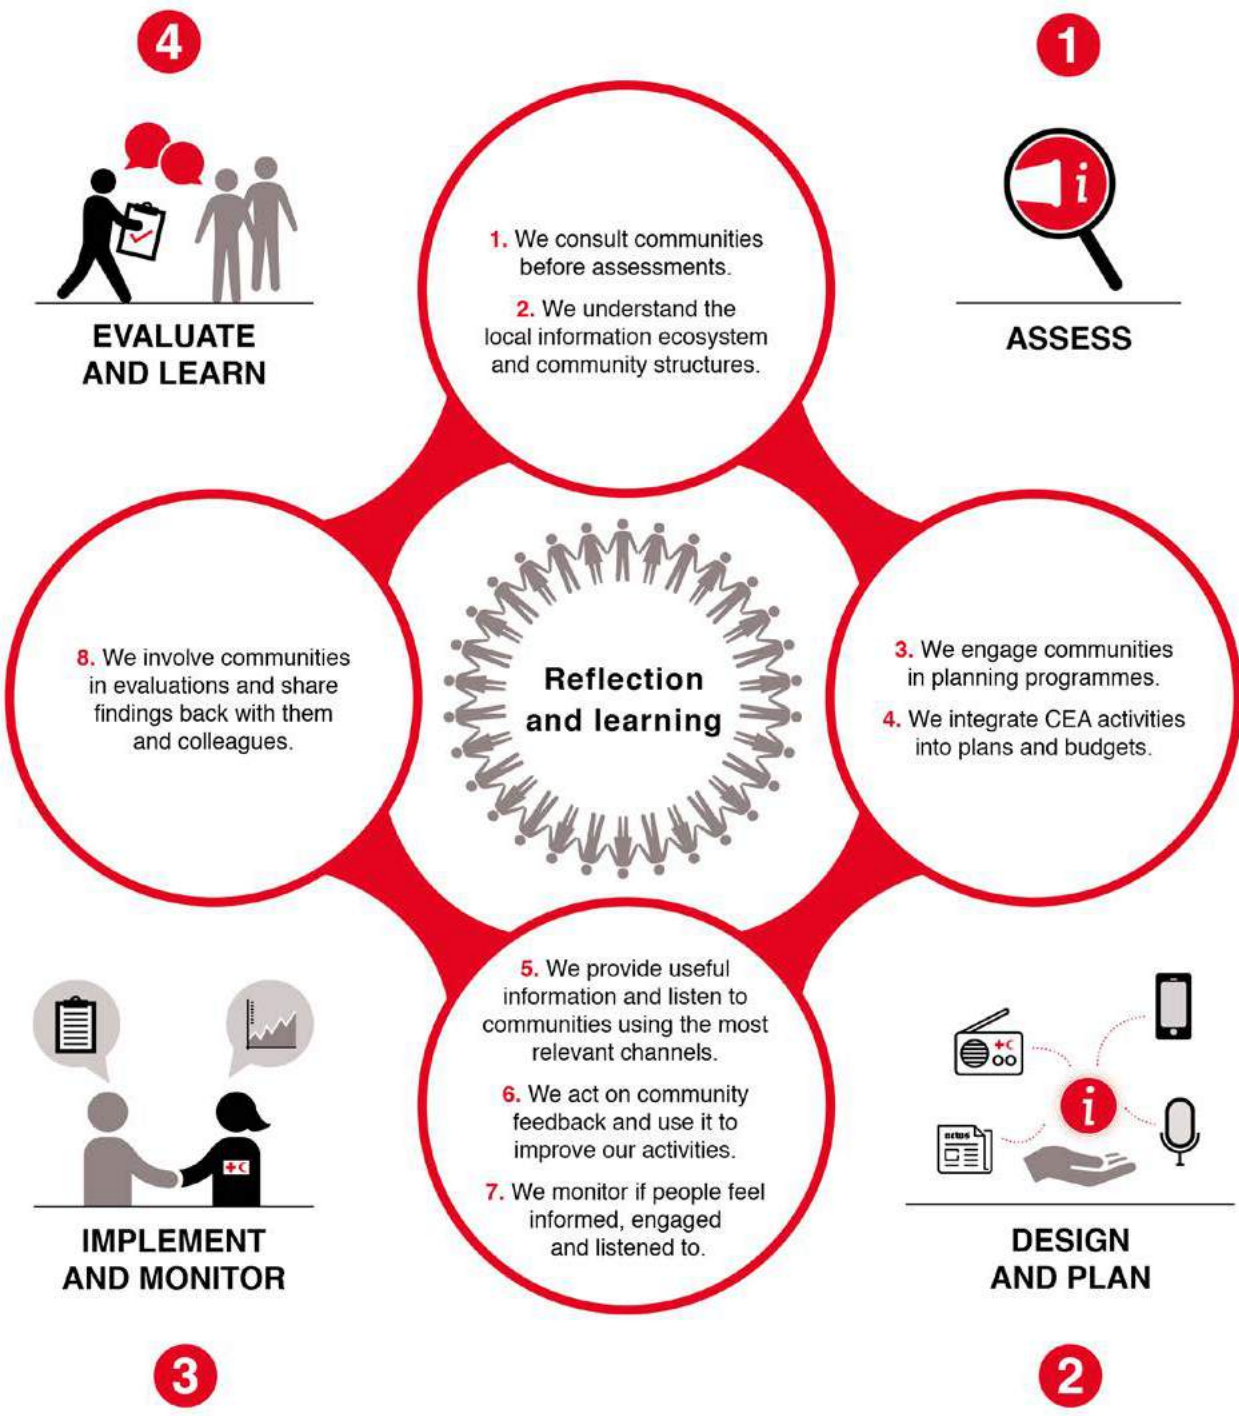 4
1
EVALUATE
AND LEARN
ASSESS
1. We consult communities
before assessments.
2. We understand the
local information ecosystem
and community structures.
8. We involve communities
in evaluations and share
findings back with them
and colleagues.
Reflection
and learning
3. We engage communities
in planning programmes.
4. We integrate CEA activities
into plans and budgets.
5. We provide useful
information and listen to
communities using the most
relevant channels.
6. We act on community
feedback and use it to
improve our activities.
7. We monitor if people feel
informed, engaged
and listened to.
i
i
news
IMPLEMENT
AND MONITOR
DESIGN
AND PLAN
3
2